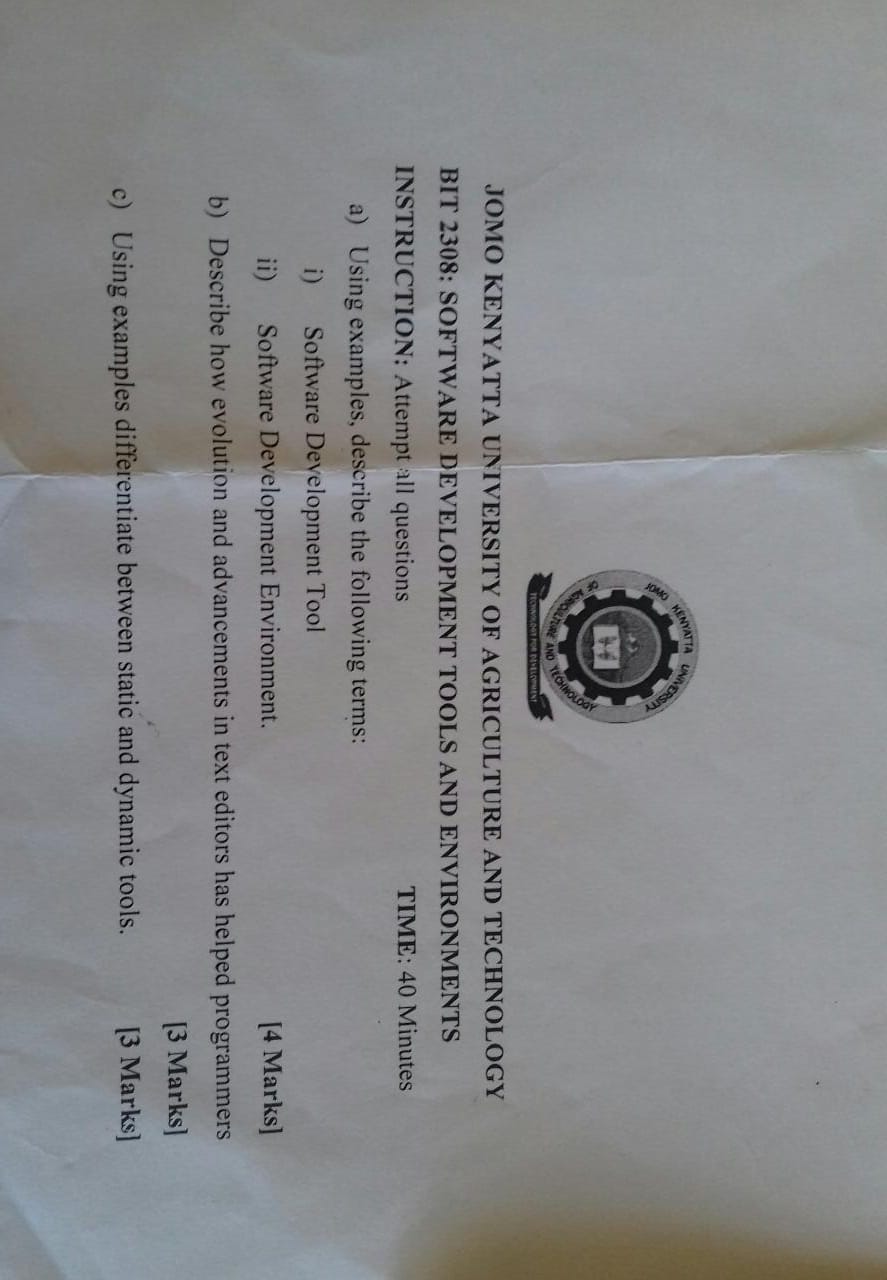 JOMO KENYATTA UNIVERSITY
OF AGRICULTURE AND TECHNOLOGY
TECHNOLOGY FOR DEVELOPMENT
JOMO KENYATTA UNIVERSITY OF AGRICULTURE AND TECHNOLOGY
BIT 2308: SOFTWARE DEVELOPMENT TOOLS AND ENVIRONMENTS
INSTRUCTION: Attempt all questions TIME: 40 Minutes
a) Using examples, describe the following terms:
i) Software Development Tool
ii) Software Development Environment. [4 Marks]
b) Describe how evolution and advancements in text editors has helped programmers
[3 Marks]
c) Using examples differentiate between static and dynamic tools. [3 Marks]